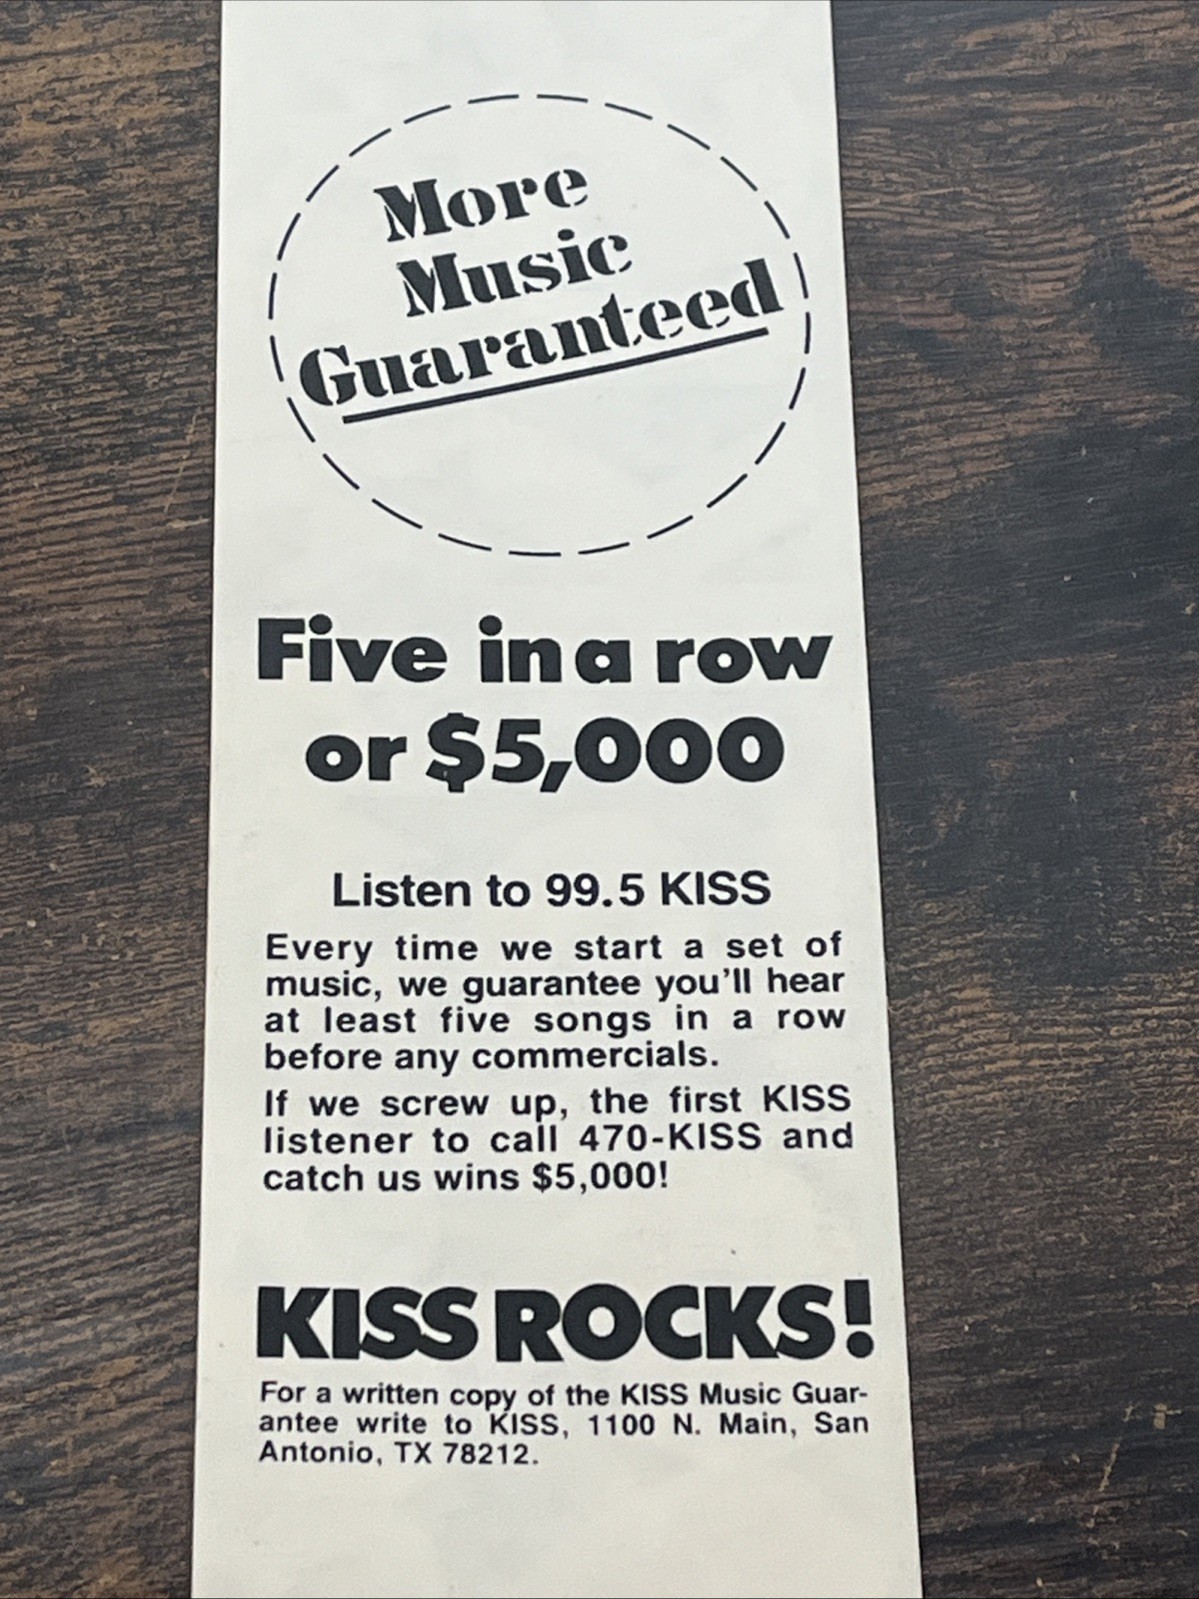 More
Music
Guaranteed
Five in a row
or $5,000
Listen to 99.5 KISS
Every time we start a set of
music, we guarantee you'll hear
at least five songs in a row
before any commercials.
If we screw up, the first KISS
listener to call 470-KISS and
catch us wins $5,000!
KISS ROCKS!
For a written copy of the KISS Music Guar-
antee write to KISS, 1100 N. Main, San
Antonio, TX 78212.